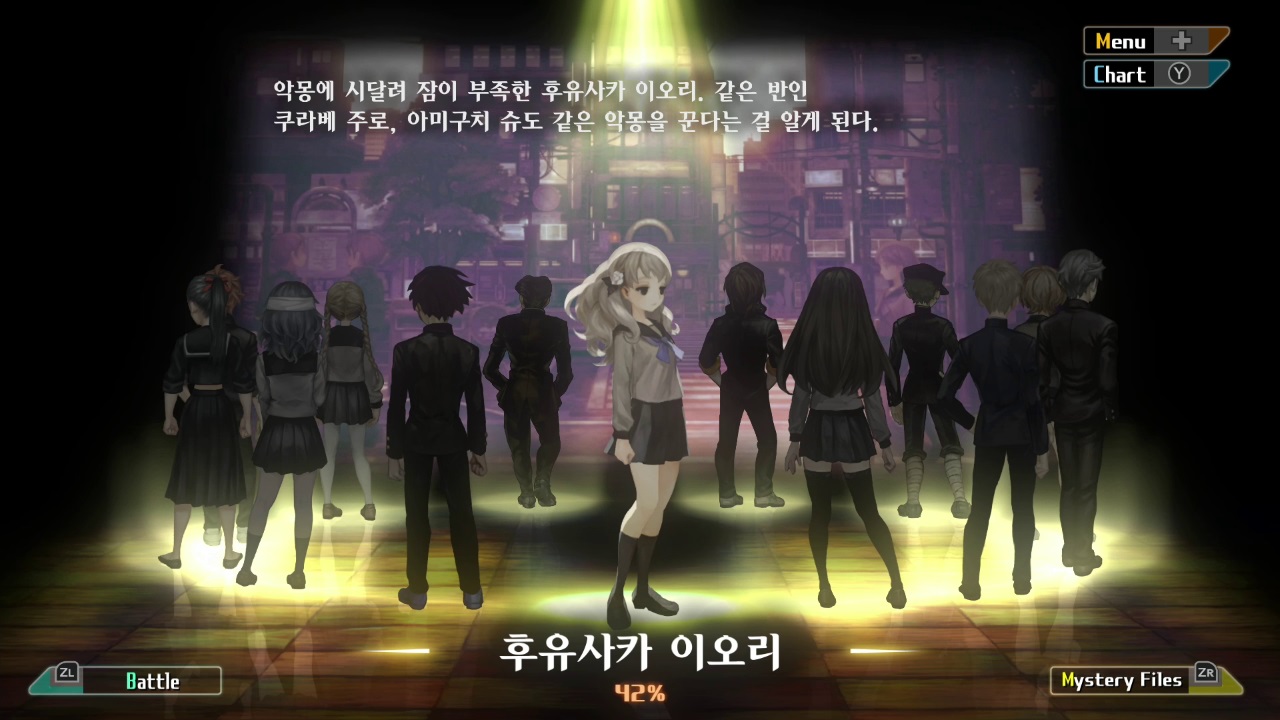 Menu +
Chart Y
악몽에 시달려 잠이 부족한 후유사카 이오리. 같은 반인
쿠라베 주로, 아미구치 슈도 같은 악몽을 꾼다는 걸 알게 된다.
후유사카 이오리
42%
ZL Battle
Mystery Files ZR